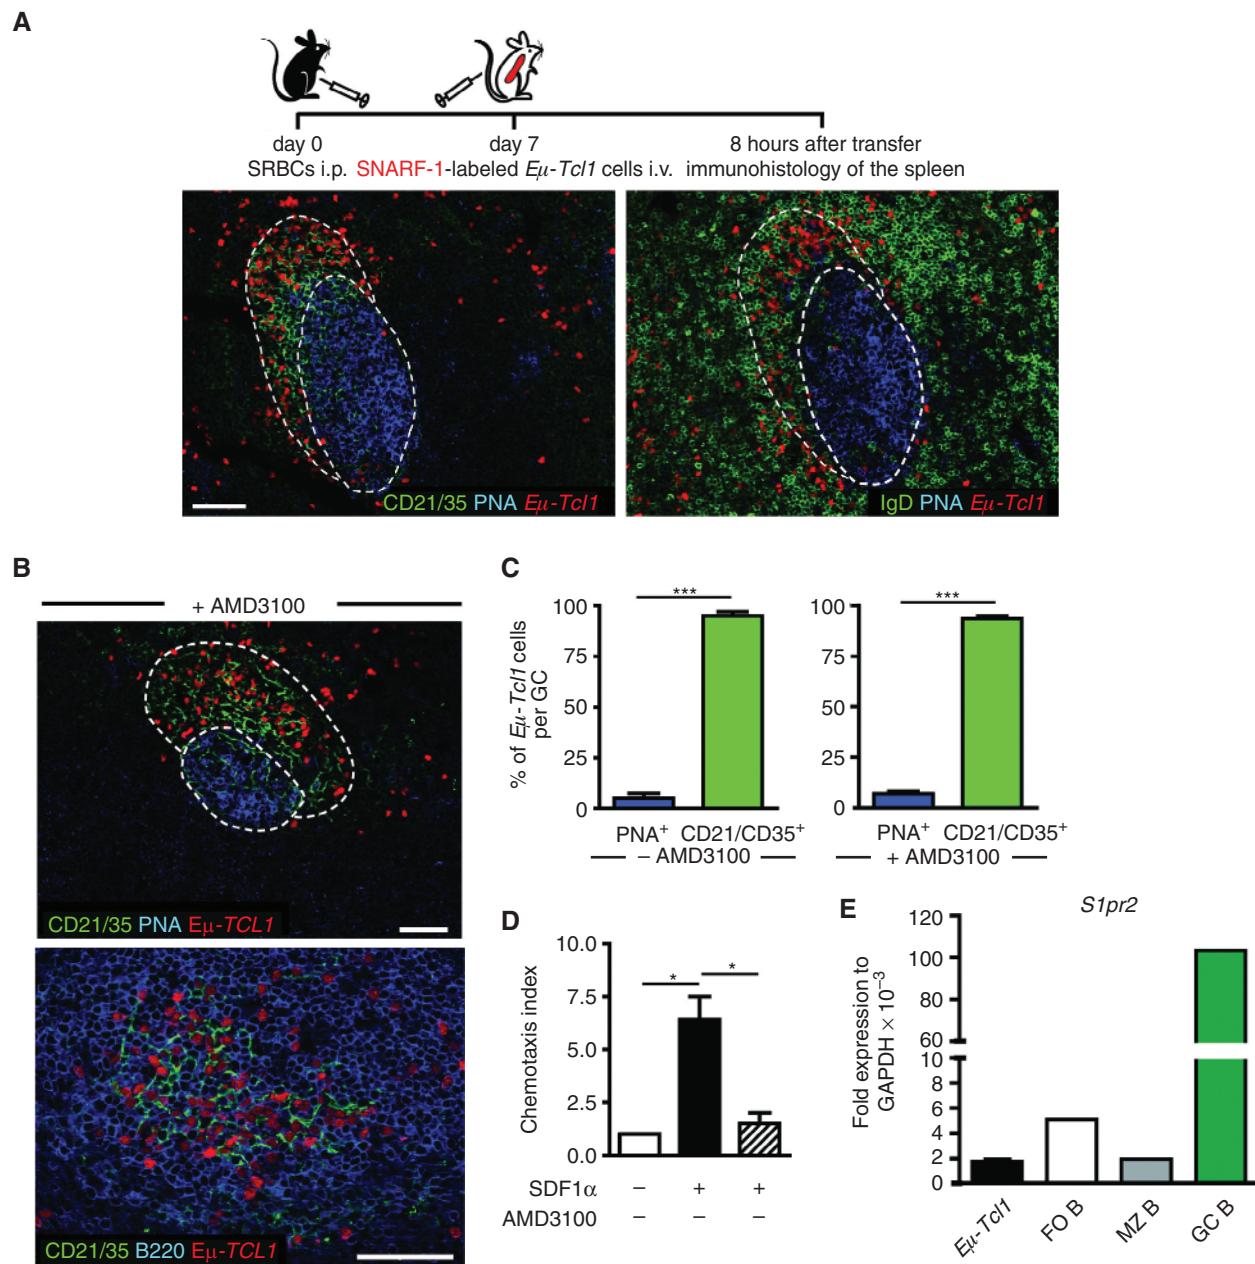 A
day 0
day 7
8 hours after transfer
SRBCs i.p. SNARF-1-labeled Eμ-Tcl1 cells i.v. immunohistology of the spleen
CD21/35 PNA Eμ-Tcl1
IgD PNA Eμ-Tcl1
B
+ AMD3100
CD21/35 PNA Eμ-TCL1
CD21/35 B220 Eμ-TCL1
C
% of Eμ-Tcl1 cells
per GC
100
75
50
25
0
***
PNA⁺ CD21/CD35⁺
− AMD3100
100
75
50
25
0
***
PNA⁺ CD21/CD35⁺
+ AMD3100
D
Chemotaxis index
10.0
7.5
5.0
2.5
0.0
*
*
SDF1α − + +
AMD3100 − − −
E
S1pr2
Fold expression to
GAPDH × 10⁻³
120
100
80
60
10
8
6
4
2
0
Eμ-Tcl1
FO B
MZ B
GC B